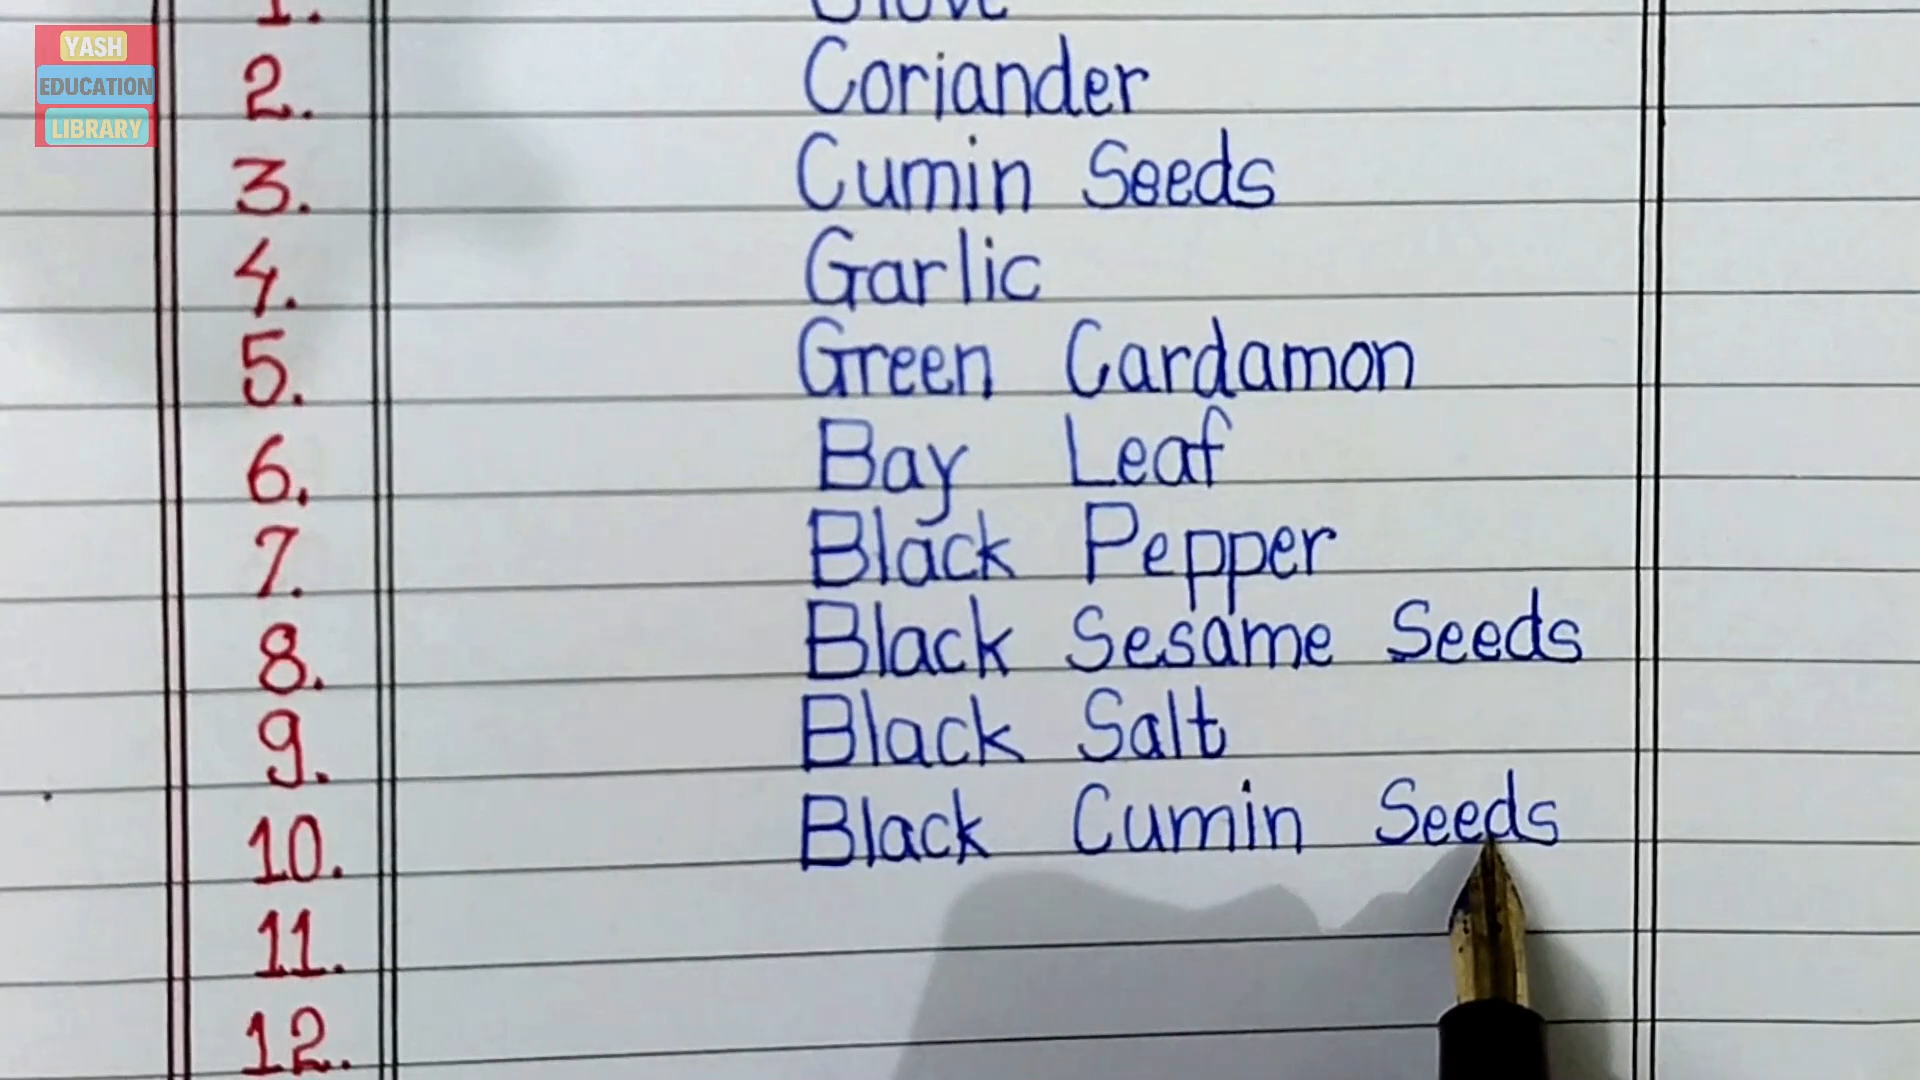 YASH
EDUCATION
LIBRARY
1.
2. Coriander
3. Cumin Seeds
4. Garlic
5. Green Cardamon
6. Bay Leaf
7. Black Pepper
8. Black Sesame Seeds
9. Black Salt
10. Black Cumin Seeds
11.
12.